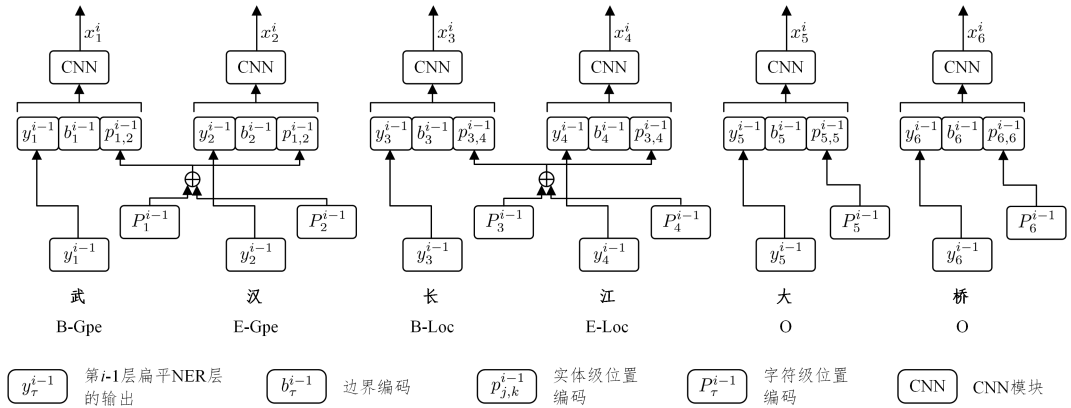 x_1^i x_2^i x_3^i x_4^i x_5^i x_6^i
CNN CNN CNN CNN CNN CNN
y_1^{i-1} b_1^{i-1} p_{1,2}^{i-1} y_2^{i-1} b_2^{i-1} p_{1,2}^{i-1} y_3^{i-1} b_3^{i-1} p_{3,4}^{i-1} y_4^{i-1} b_4^{i-1} p_{3,4}^{i-1} y_5^{i-1} b_5^{i-1} p_{5,5}^{i-1} y_6^{i-1} b_6^{i-1} p_{6,6}^{i-1}
P_1^{i-1} P_2^{i-1} P_3^{i-1} P_4^{i-1} P_5^{i-1} P_6^{i-1}
y_1^{i-1} y_2^{i-1} y_3^{i-1} y_4^{i-1} y_5^{i-1} y_6^{i-1}
武 汉 长 江 大 桥
B-Gpe E-Gpe B-Loc E-Loc O O
y_τ^{i-1} 第i-1层扁平NER层
的输出
b_τ^{i-1} 边界编码
p_{j,k}^{i-1} 实体级位置
编码
P_τ^{i-1} 字符级位置
编码
CNN CNN模块